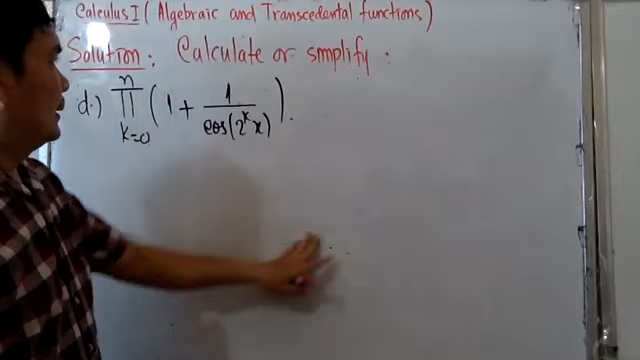 Calculus I ( Algebraic and Transcedental functions )
Solution : Calculate or smplify :
d.) n ∏ k=0 ( 1 + 1/cos(2^k x) ).